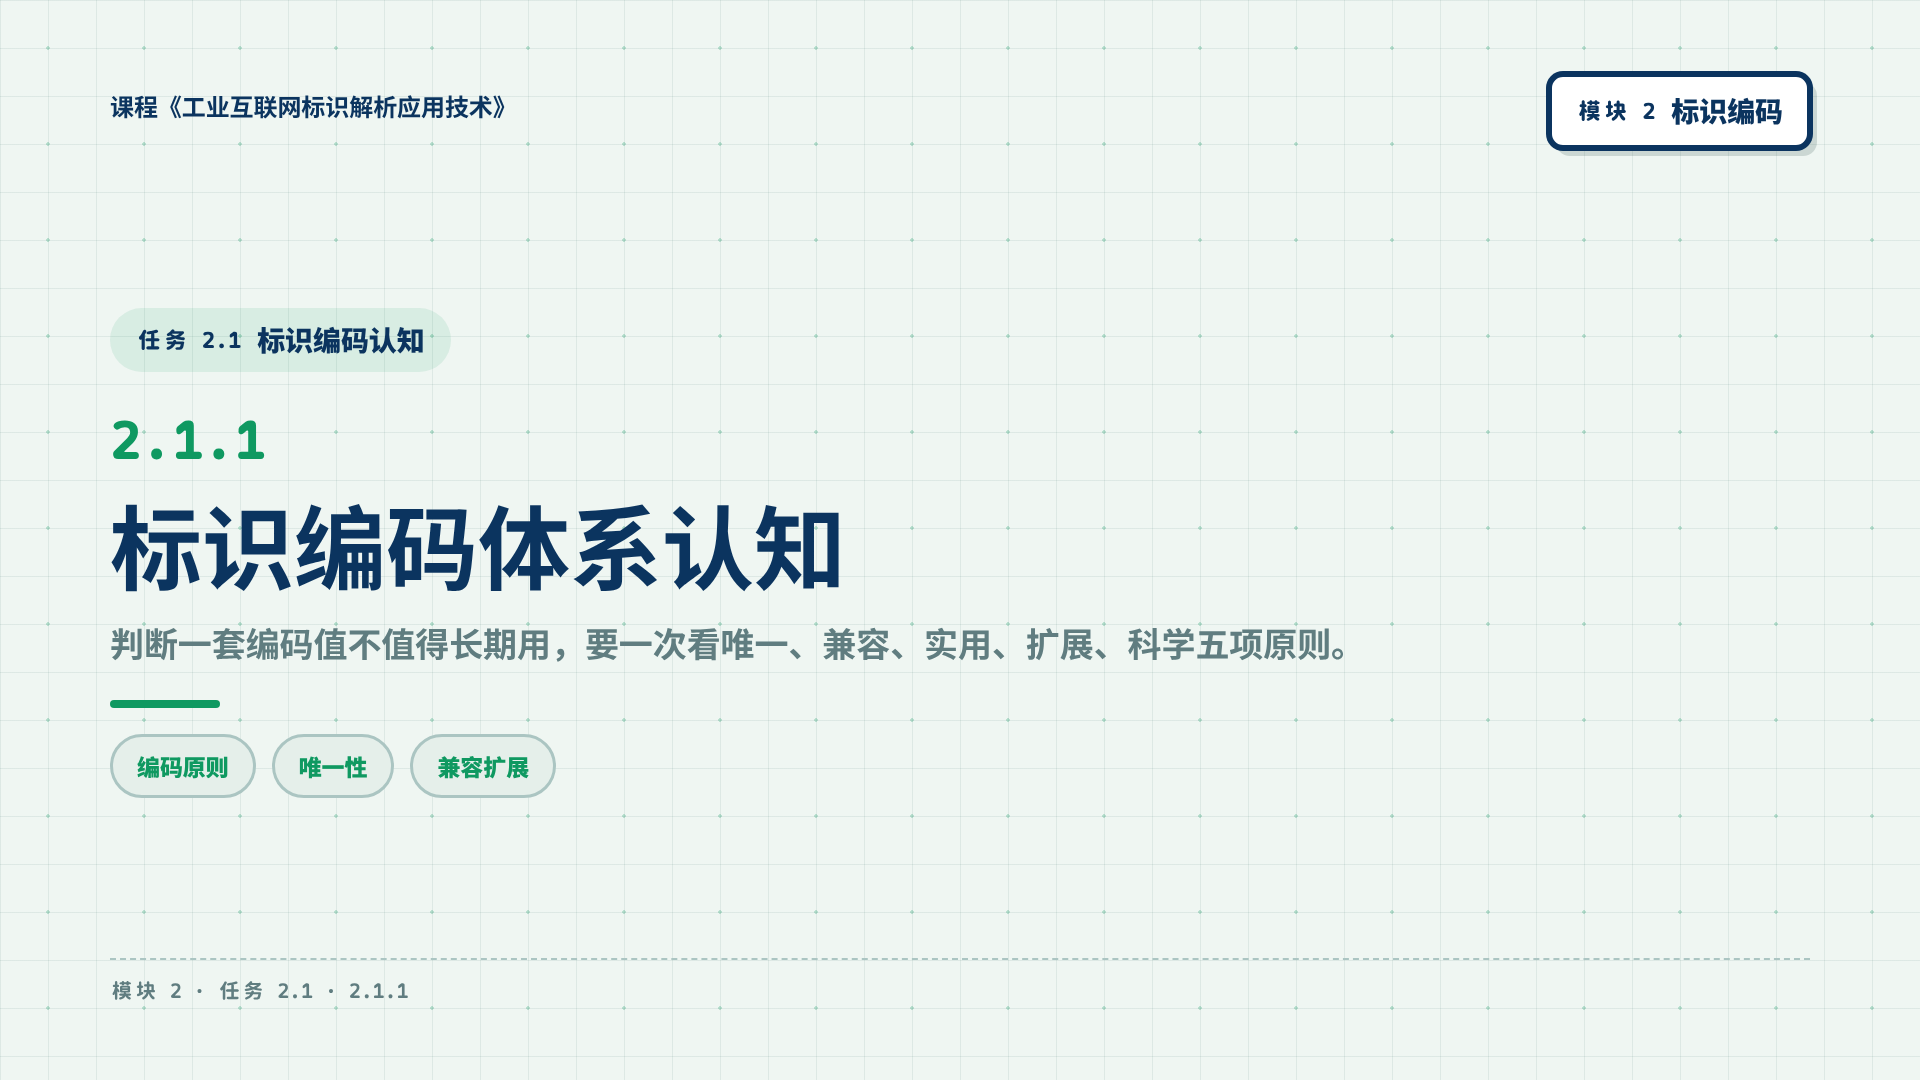 课程《工业互联网标识解析应用技术》
模块 2 标识编码
任务 2.1 标识编码认知
2.1.1
标识编码体系认知
判断一套编码值不值得长期用，要一次看唯一、兼容、实用、扩展、科学五项原则。
编码原则 唯一性 兼容扩展
模块 2 · 任务 2.1 · 2.1.1